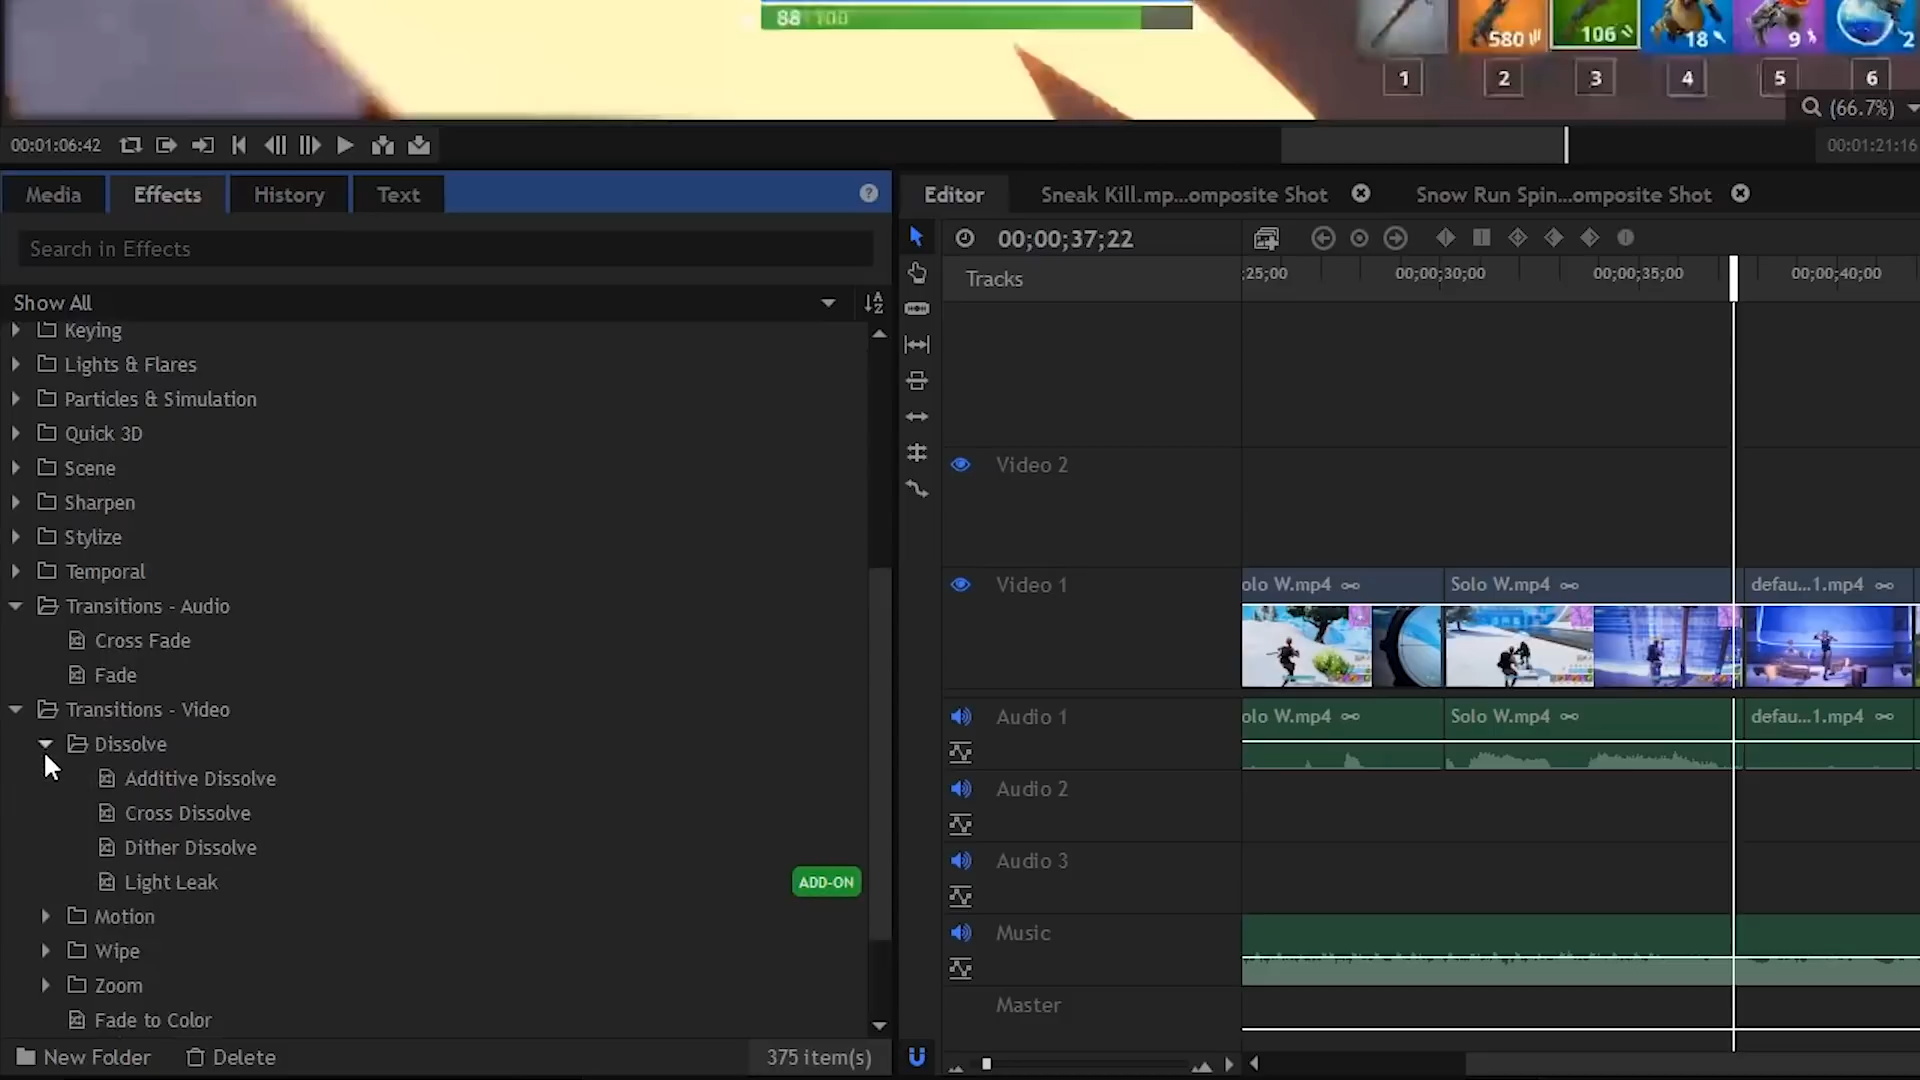 88 100
580
106
18
9
2
1 2 3 4 5 6
(66.7%)
00:01:06:42
00:01:21:16
Media Effects History Text
Search in Effects
Show All
Keying
Lights & Flares
Particles & Simulation
Quick 3D
Scene
Sharpen
Stylize
Temporal
Transitions - Audio
Cross Fade
Fade
Transitions - Video
Dissolve
Additive Dissolve
Cross Dissolve
Dither Dissolve
Light Leak ADD-ON
Motion
Wipe
Zoom
Fade to Color
New Folder Delete 375 item(s)
Editor Sneak Kill.mp...omposite Shot Snow Run Spin...omposite Shot
00;00;37;22
Tracks
;25;00 00;00;30;00 00;00;35;00 00;00;40;00
Video 2
Video 1
olo W.mp4 Solo W.mp4 defau...1.mp4
Audio 1
olo W.mp4 Solo W.mp4 defau...1.mp4
Audio 2
Audio 3
Music
Master